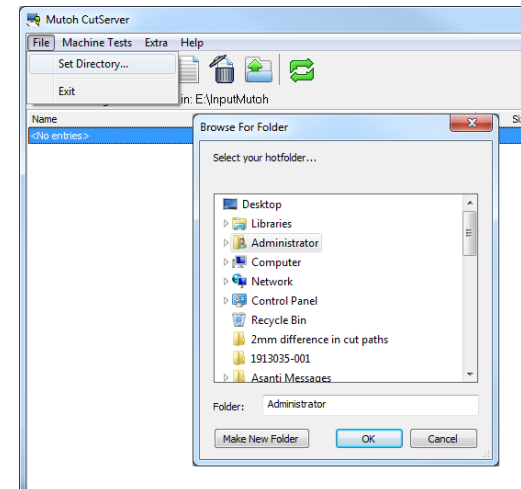 Mutoh CutServer
File Machine Tests Extra Help
Set Directory...
Exit
in: E:\InputMutoh
Name
<No entries>
Browse For Folder
Select your hotfolder...
Desktop
Libraries
Administrator
Computer
Network
Control Panel
Recycle Bin
2mm difference in cut paths
1913035-001
Asanti Messages
Folder: Administrator
Make New Folder OK Cancel